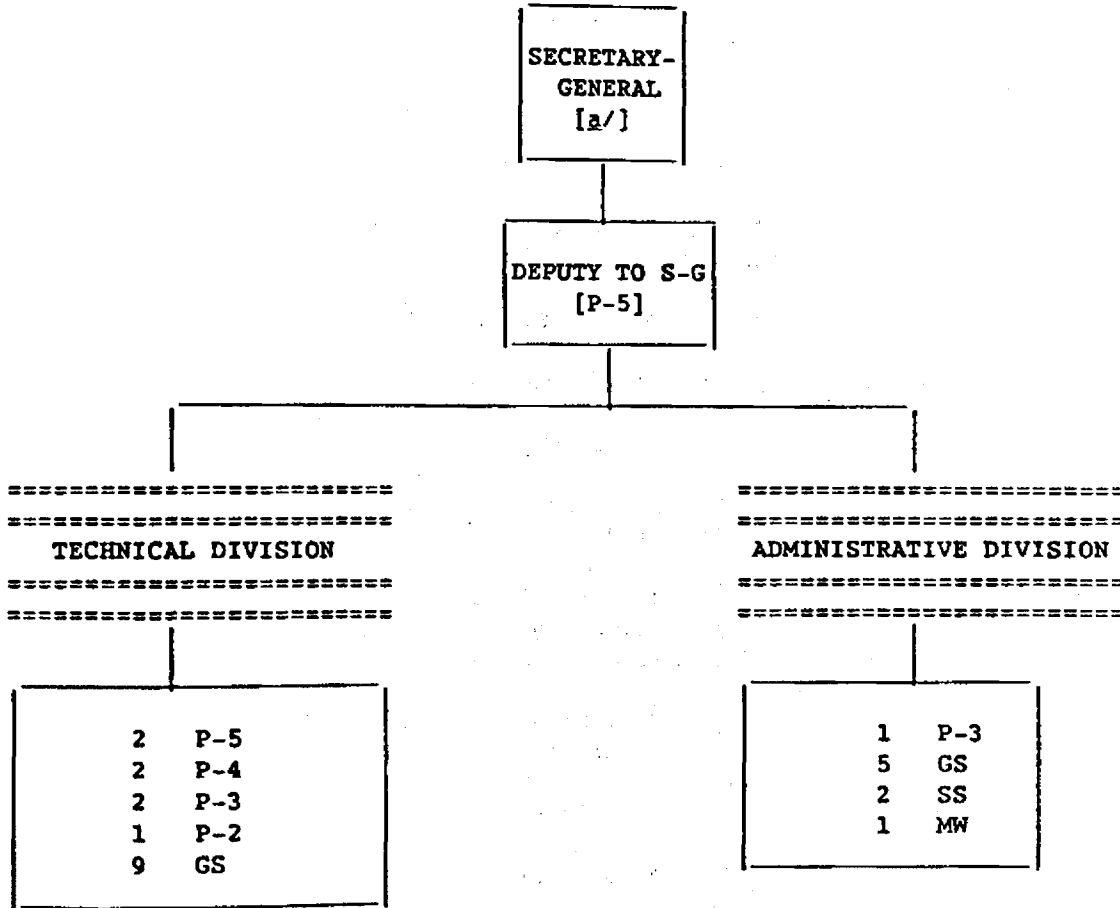 SECRETARY-
GENERAL
[a/]
DEPUTY TO S-G
[P-5]
TECHNICAL DIVISION
2 P-5
2 P-4
2 P-3
1 P-2
9 GS
ADMINISTRATIVE DIVISION
1 P-3
5 GS
2 SS
1 MW